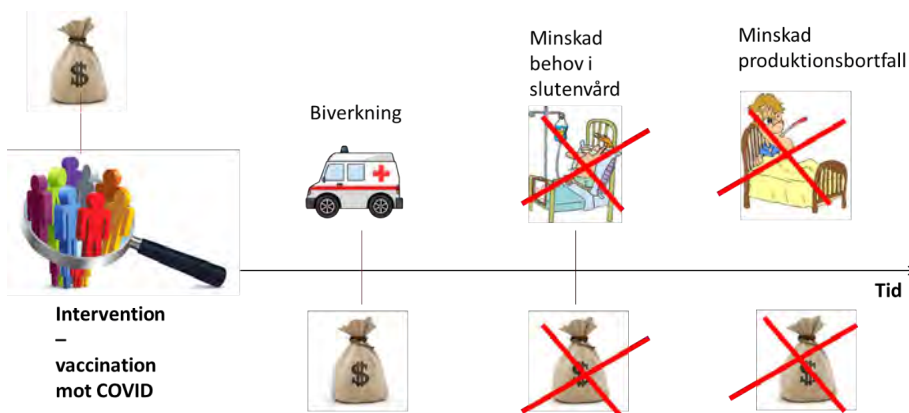 $
Biverkning
Minskad
behov i
slutenvård
Minskad
produktionsbortfall
Tid
Intervention
–
vaccination
mot COVID
$
$
$